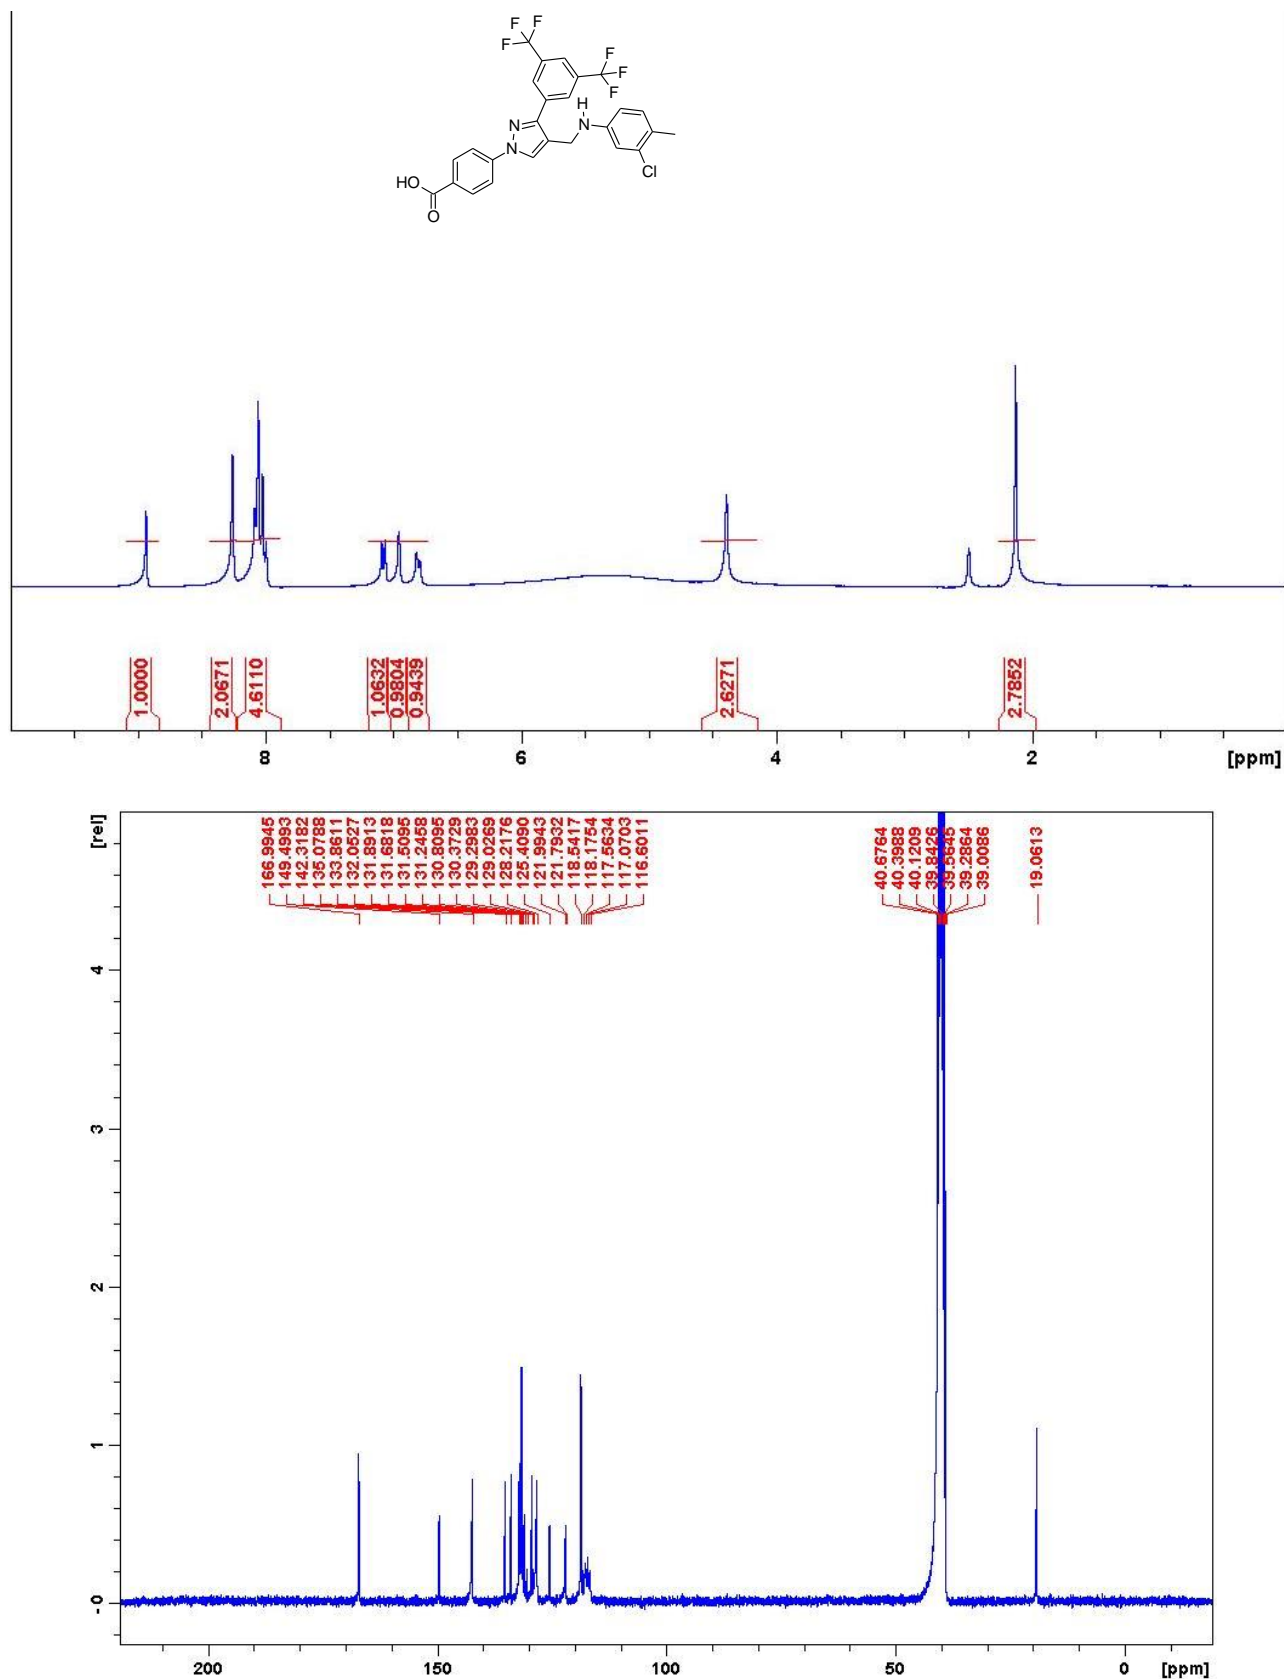 F F
F
F
F
F
H
N
N
N
Cl
HO
O
1.0000
2.0671
4.6110
1.0632
0.9804
0.9439
2.6271
2.7852
8 6 4 2 [ppm]
[rel]
166.9945
149.4993
142.3182
135.0788
133.8611
132.0527
131.8913
131.6818
131.5095
131.2458
130.8095
130.3729
129.2983
129.0269
128.2176
125.4090
121.9943
121.7932
118.5417
118.1754
117.5634
117.0703
116.6011
40.6764
40.3988
40.1209
39.8426
39.5645
39.2864
39.0086
19.0613
4
3
2
1
0
200 150 100 50 0 [ppm]